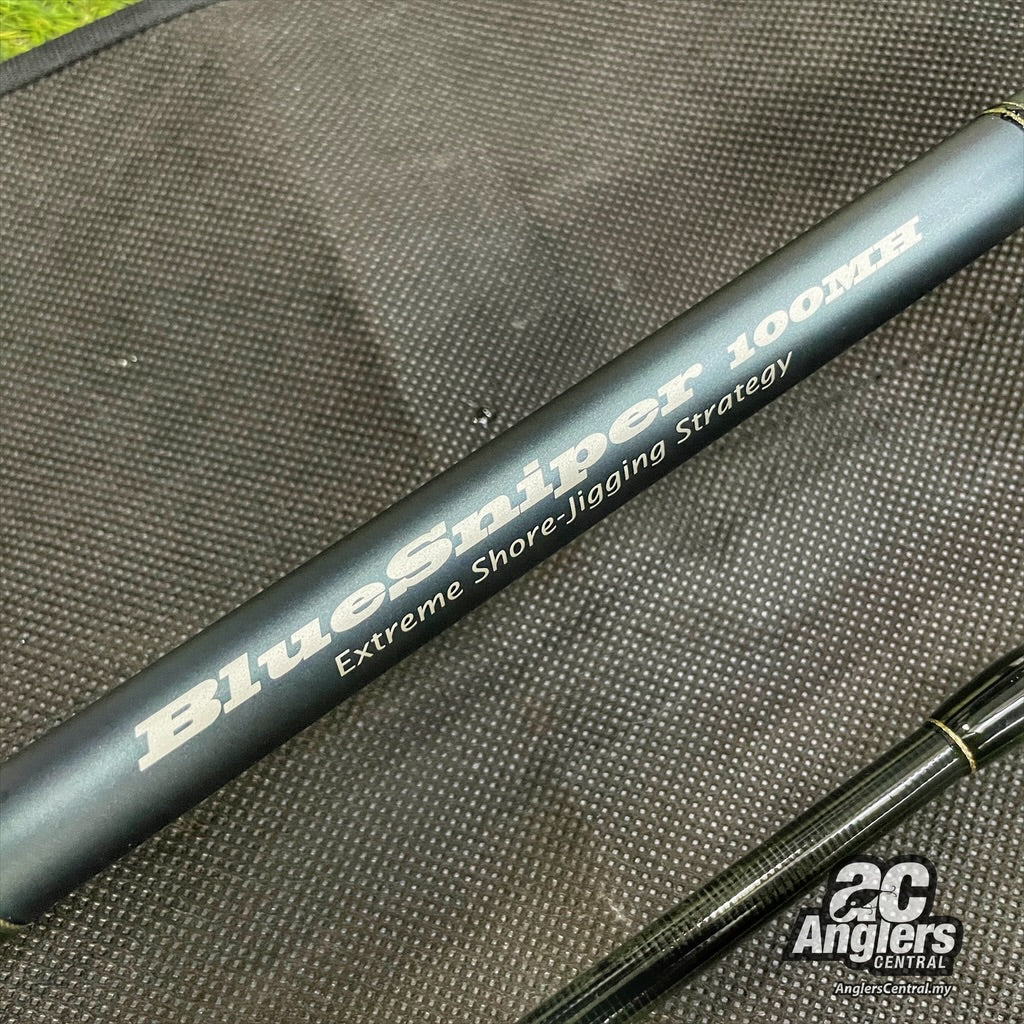 BlueSniper 100MH
Extreme Shore-Jigging Strategy
ac
Anglers
CENTRAL
AnglersCentral.my